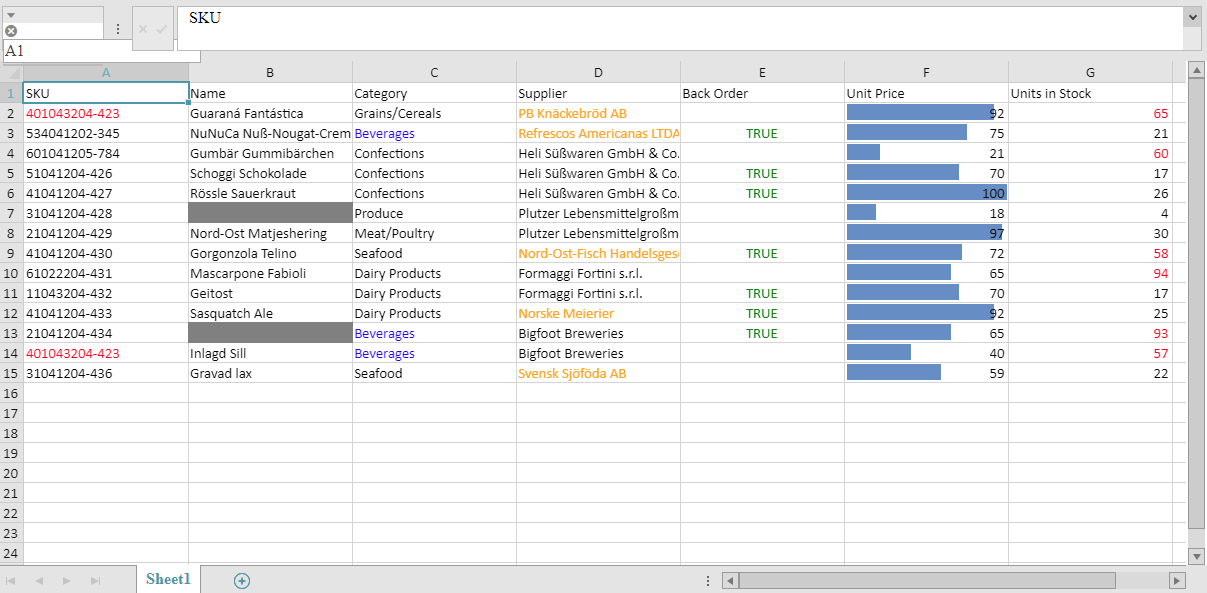 SKU
A1
A B C D E F G
1 SKU Name Category Supplier Back Order Unit Price Units in Stock
2 401043204-423 Guaraná Fantástica Grains/Cereals PB Knäckebröd AB 92 65
3 534041202-345 NuNuCa Nuß-Nougat-Crem Beverages Refrescos Americanas LTDA TRUE 75 21
4 601041205-784 Gumbär Gummibärchen Confections Heli Süßwaren GmbH & Co. 21 60
5 51041204-426 Schoggi Schokolade Confections Heli Süßwaren GmbH & Co. TRUE 70 17
6 41041204-427 Rössle Sauerkraut Confections Heli Süßwaren GmbH & Co. TRUE 100 26
7 31041204-428 Produce Plutzer Lebensmittelgroßm 18 4
8 21041204-429 Nord-Ost Matjeshering Meat/Poultry Plutzer Lebensmittelgroßm 97 30
9 41041204-430 Gorgonzola Telino Seafood Nord-Ost-Fisch Handelsges TRUE 72 58
10 61022204-431 Mascarpone Fabioli Dairy Products Formaggi Fortini s.r.l. 65 94
11 11043204-432 Geitost Dairy Products Formaggi Fortini s.r.l. TRUE 70 17
12 41041204-433 Sasquatch Ale Dairy Products Norske Meierier TRUE 92 25
13 21041204-434 Beverages Bigfoot Breweries TRUE 65 93
14 401043204-423 Inlagd Sill Beverages Bigfoot Breweries 40 57
15 31041204-436 Gravad lax Seafood Svensk Sjöföda AB 59 22
16
17
18
19
20
21
22
23
24
Sheet1